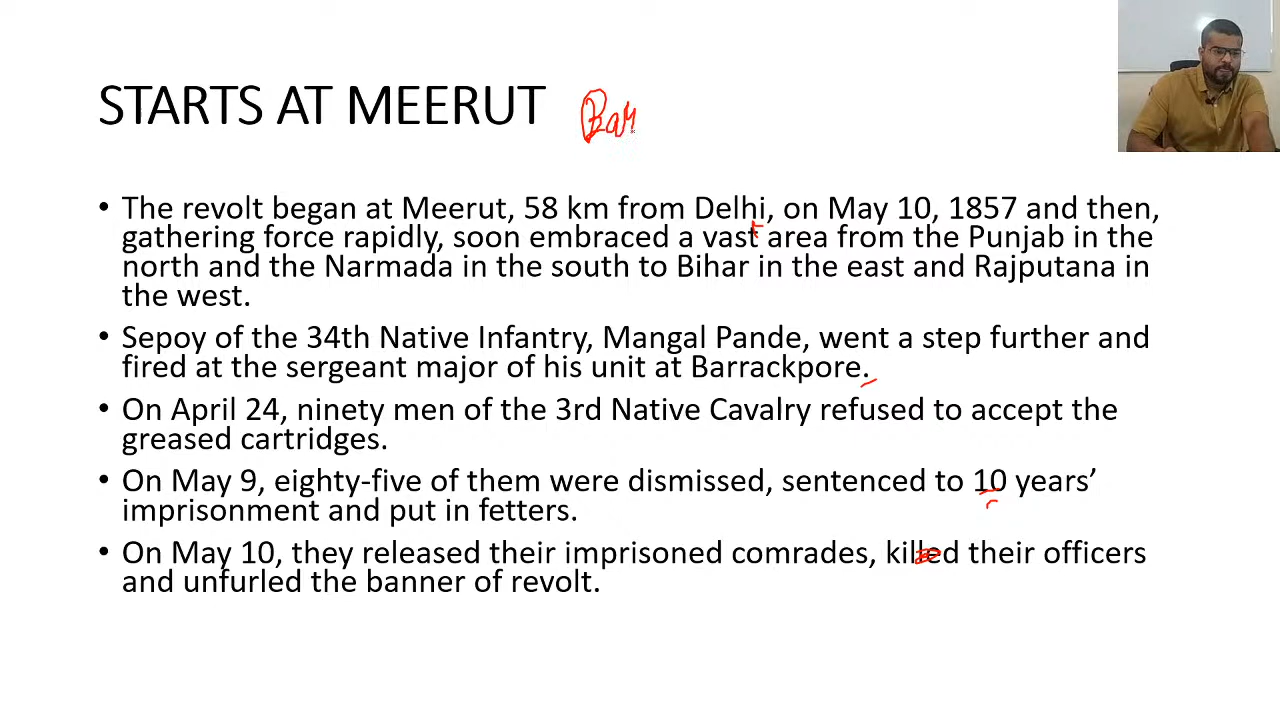 STARTS AT MEERUT
Bar
• The revolt began at Meerut, 58 km from Delhi, on May 10, 1857 and then,
gathering force rapidly, soon embraced a vast area from the Punjab in the
north and the Narmada in the south to Bihar in the east and Rajputana in
the west.
• Sepoy of the 34th Native Infantry, Mangal Pande, went a step further and
fired at the sergeant major of his unit at Barrackpore.
• On April 24, ninety men of the 3rd Native Cavalry refused to accept the
greased cartridges.
• On May 9, eighty-five of them were dismissed, sentenced to 10 years’
imprisonment and put in fetters.
• On May 10, they released their imprisoned comrades, killed their officers
and unfurled the banner of revolt.